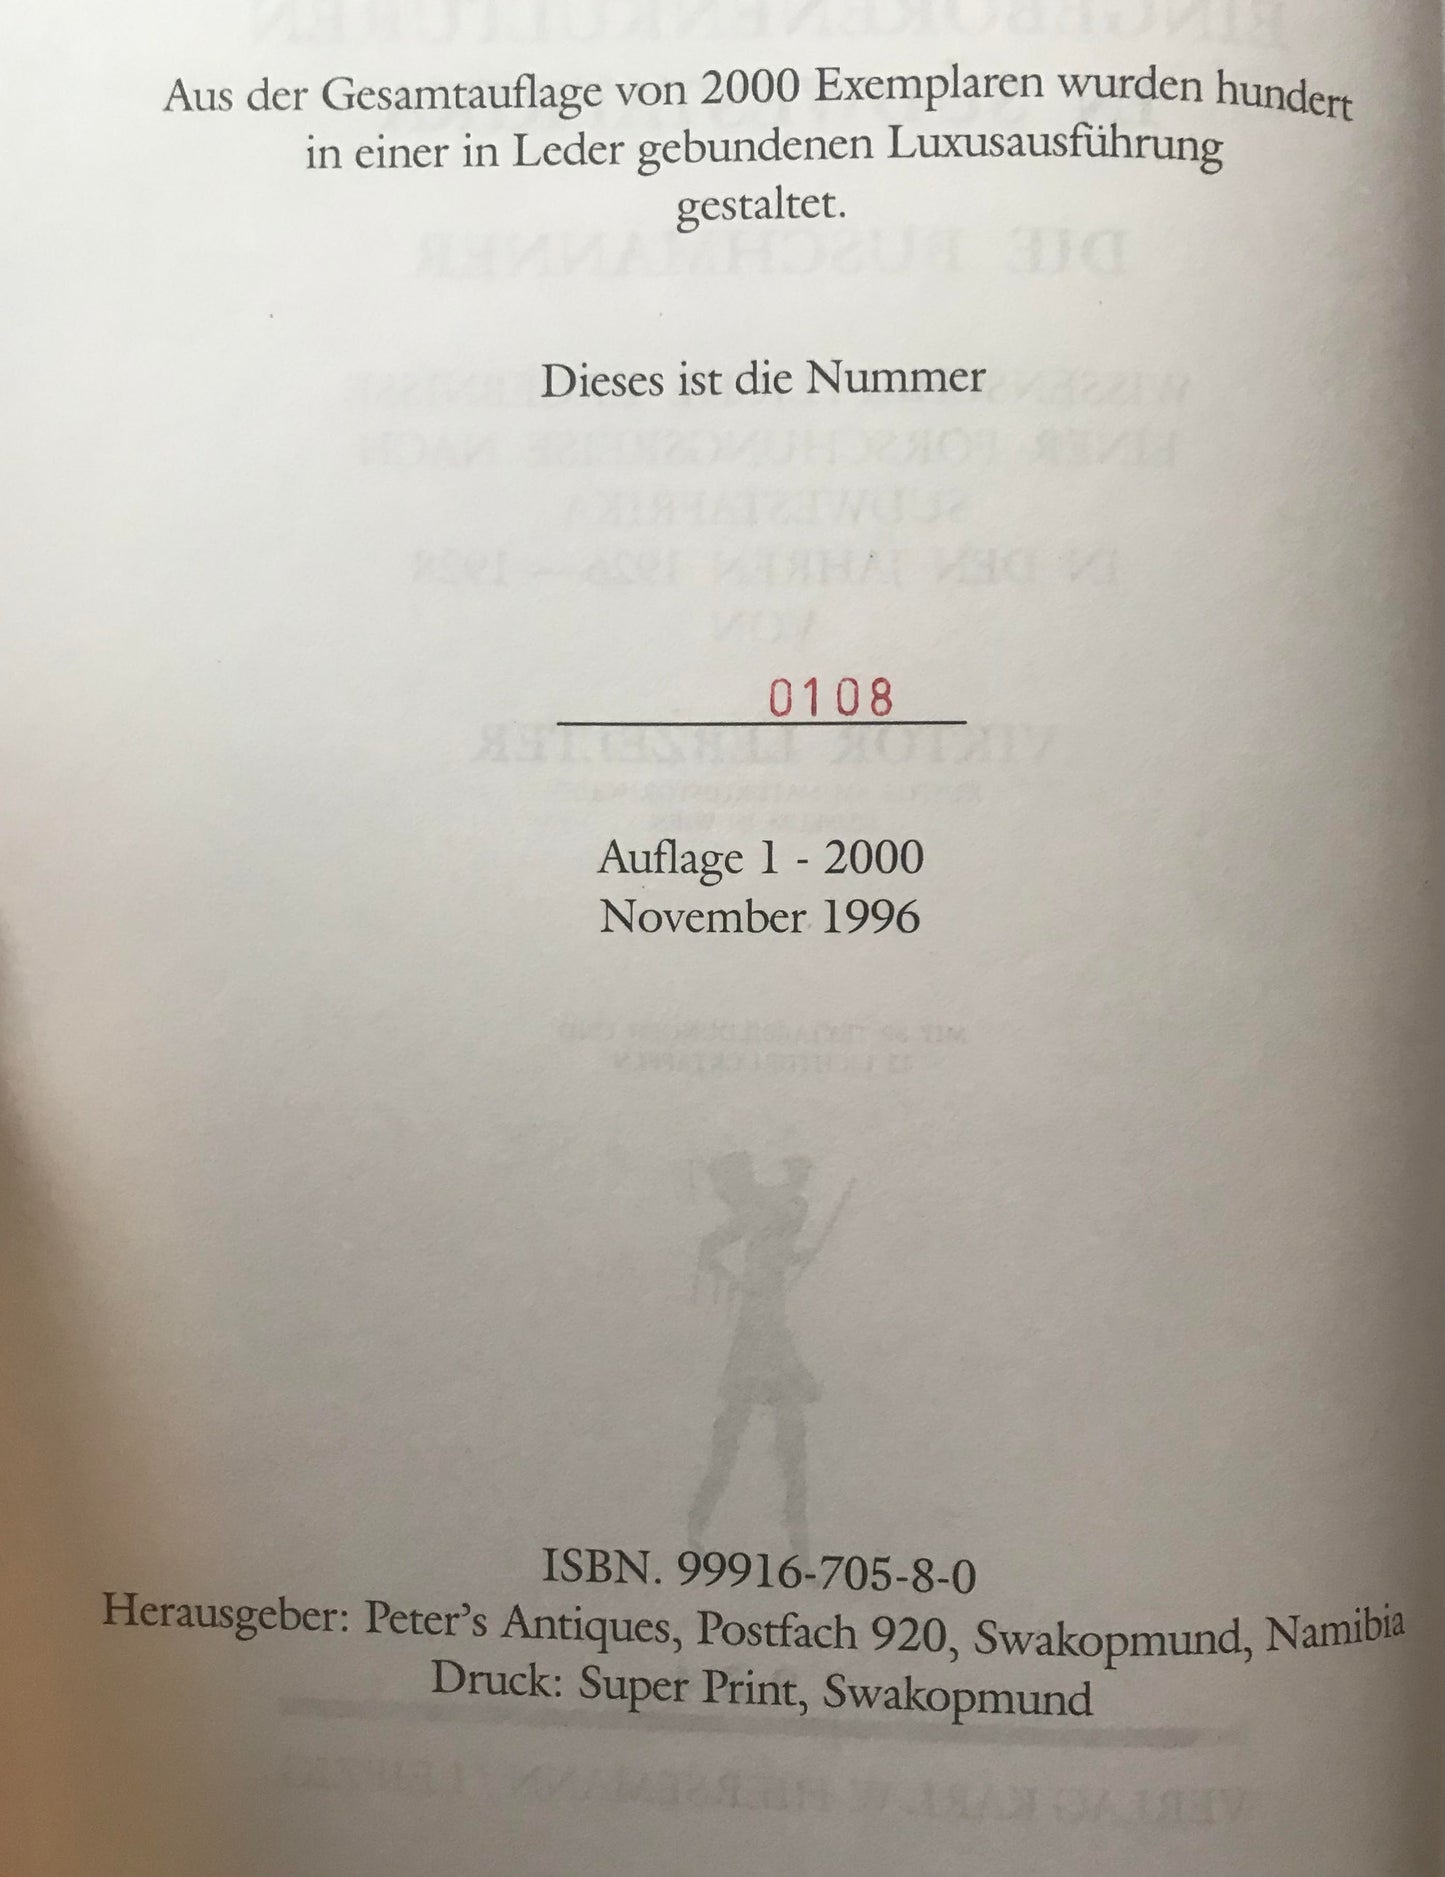 Aus der Gesamtauflage von 2000 Exemplaren wurden hundert
in einer in Leder gebundenen Luxusausführung
gestaltet.
Dieses ist die Nummer
0108
Auflage 1 - 2000
November 1996
ISBN. 99916-705-8-0
Herausgeber: Peter's Antiques, Postfach 920, Swakopmund, Namibia
Druck: Super Print, Swakopmund